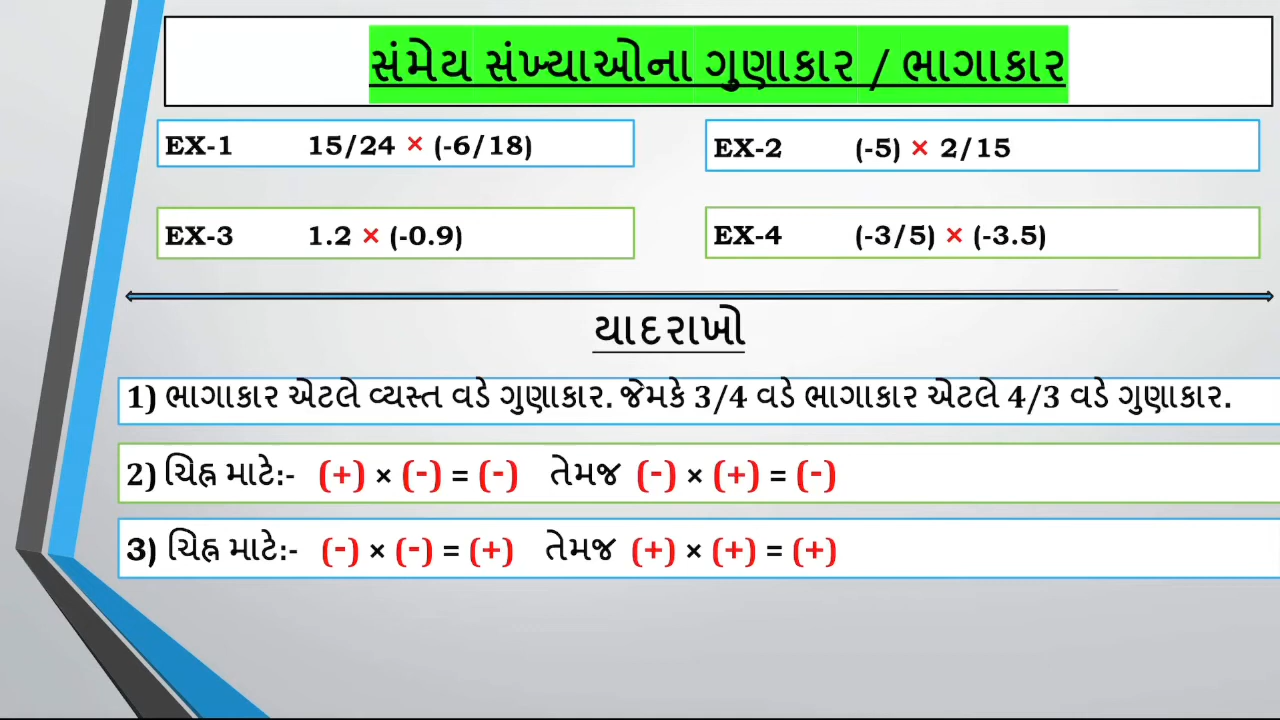 સંમેય સંખ્યાઓના ગુણાકાર / ભાગાકાર
EX-1 15/24 × (-6/18)
EX-2 (-5) × 2/15
EX-3 1.2 × (-0.9)
EX-4 (-3/5) × (-3.5)
યાદરાખો
1) ભાગાકાર એટલે વ્યસ્ત વડે ગુણાકાર. જેમકે 3/4 વડે ભાગાકાર એટલે 4/3 વડે ગુણાકાર.
2) ચિહ્ન માટે:- (+) × (-) = (-) તેમજ (-) × (+) = (-)
3) ચિહ્ન માટે:- (-) × (-) = (+) તેમજ (+) × (+) = (+)